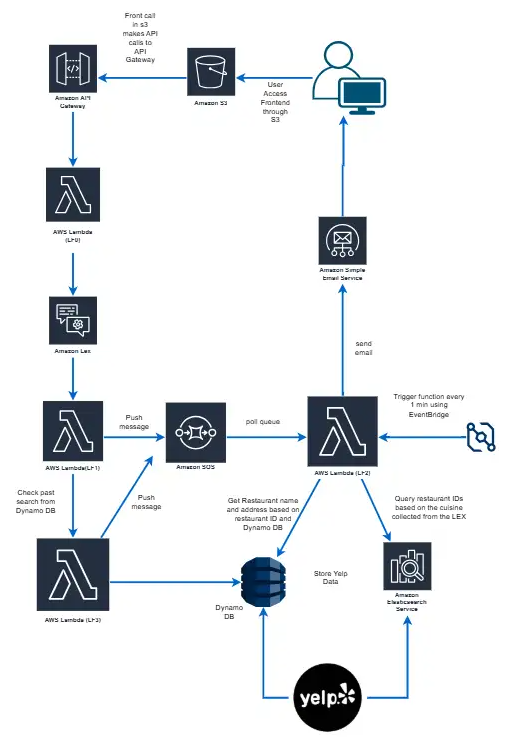 Front call
in s3
makes API
calls to
API
Gateway
User
Access
Frontend
through
S3
Amazon API
Gateway
Amazon S3
AWS Lambda
(LF0)
Amazon Simple
Email Service
Amazon Lex
send
email
Trigger function every
1 min using
EventBridge
Push
message
poll queue
AWS Lambda(LF1)
Amazon SQS
AWS Lambda (LF2)
Check past
search from
Dynamo DB
Push
message
Get Restaurant name
and address based on
restaurant ID and
Dynamo DB
Query restaurant IDs
based on the cuisine
collected from the LEX
Store Yelp
Data
Amazon
Elasticsearch
Service
AWS Lambda (LF3)
Dynamo
DB
yelp